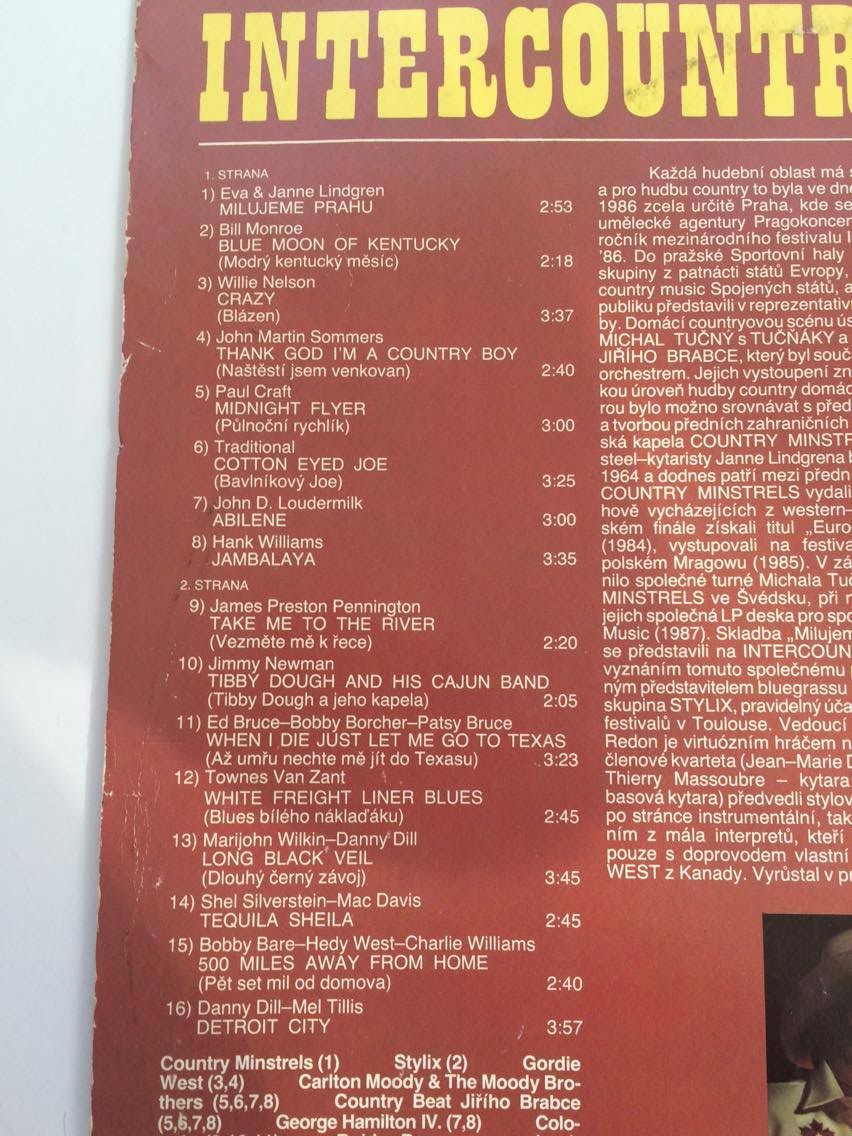 INTERCOUNTR
1. STRANA
1) Eva & Janne Lindgren
MILUJEME PRAHU 2:53
2) Bill Monroe
BLUE MOON OF KENTUCKY
(Modrý kentucký měsíc) 2:18
3) Willie Nelson
CRAZY
(Blázen) 3:37
4) John Martin Sommers
THANK GOD I'M A COUNTRY BOY
(Naštěstí jsem venkovan) 2:40
5) Paul Craft
MIDNIGHT FLYER
(Půlnoční rychlík) 3:00
6) Traditional
COTTON EYED JOE
(Bavlníkový Joe) 3:25
7) John D. Loudermilk
ABILENE 3:00
8) Hank Williams
JAMBALAYA 3:35
2. STRANA
9) James Preston Pennington
TAKE ME TO THE RIVER
(Vezměte mě k řece) 2:20
10) Jimmy Newman
TIBBY DOUGH AND HIS CAJUN BAND
(Tibby Dough a jeho kapela) 2:05
11) Ed Bruce–Bobby Borcher–Patsy Bruce
WHEN I DIE JUST LET ME GO TO TEXAS
(Až umřu nechte mě jít do Texasu) 3:23
12) Townes Van Zant
WHITE FREIGHT LINER BLUES
(Blues bílého náklaďáku) 2:45
13) Marijohn Wilkin–Danny Dill
LONG BLACK VEIL
(Dlouhý černý závoj) 3:45
14) Shel Silverstein–Mac Davis
TEQUILA SHEILA 2:45
15) Bobby Bare–Hedy West–Charlie Williams
500 MILES AWAY FROM HOME
(Pět set mil od domova) 2:40
16) Danny Dill–Mel Tillis
DETROIT CITY 3:57
Country Minstrels (1) Stylix (2) Gordie
West (3,4) Carlton Moody & The Moody Bro-
thers (5,6,7,8) Country Beat Jiřího Brabce
(5,6,7,8) George Hamilton IV. (7,8) Colo-
Každá hudební oblast má
a pro hudbu country to byla ve dne
1986 zcela určitě Praha, kde se
umělecké agentury Pragokoncer
ročník mezinárodního festivalu I
'86. Do pražské Sportovní haly
skupiny z patnácti států Evropy,
country music Spojených států, a
publiku představili v reprezentativ
by. Domácí countryovou scénu ús
MICHAL TUČNÝ s TUČŇÁKY a
JIŘÍHO BRABCE, který byl souč
orchestrem. Jejich vystoupení zn
kou úroveň hudby country domác
rou bylo možno srovnávat s před
a tvorbou předních zahraničních
ská kapela COUNTRY MINSTR
steel–kytaristy Janne Lindgrena
1964 a dodnes patří mezi předn
COUNTRY MINSTRELS vydali
hově vycházejících z western–
ském finále získali titul „Euro
(1984), vystupovali na festiva
polském Mragowu (1985). V zá
nilo společné turné Michala Tuč
MINSTRELS ve Švédsku, při n
jejich společná LP deska pro spo
Music (1987). Skladba „Milujem
se představili na INTERCOUN
vyznáním tomuto společnému
ným představitelem bluegrassu
skupina STYLIX, pravidelný úča
festivalů v Toulouse. Vedoucí
Redon je virtuózním hráčem n
členové kvarteta (Jean–Marie D
Thierry Massoubre – kytara
basová kytara) předvedli stylov
po stránce instrumentální, tak
ním z mála interpretů, kteří
pouze s doprovodem vlastní
WEST z Kanady. Vyrůstal v pr